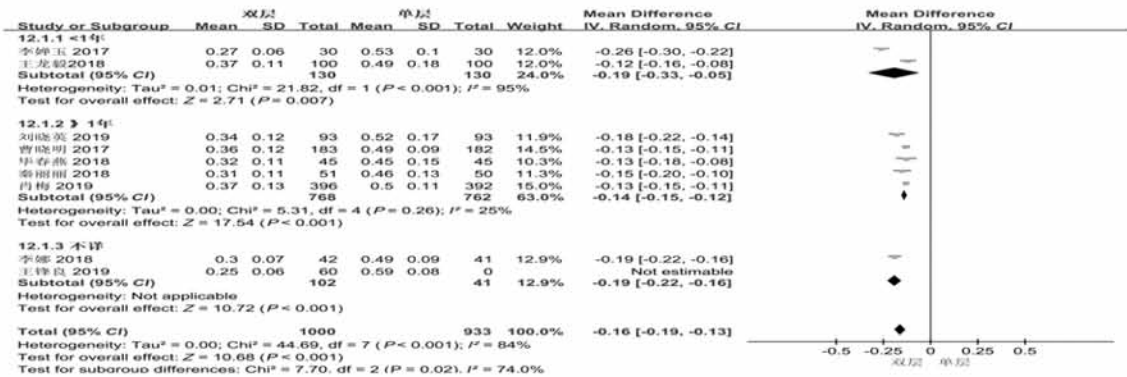 双层 单层 Mean Difference Mean Difference
Study or Subgroup Mean SD Total Mean SD Total Weight IV, Random, 95% CI IV, Random, 95% CI
12.1.1 <1年
李婵玉 2017 0.27 0.06 30 0.53 0.1 30 12.0% -0.26 [-0.30, -0.22]
王龙毅2018 0.37 0.11 100 0.49 0.18 100 12.0% -0.12 [-0.16, -0.08]
Subtotal (95% CI) 130 130 24.0% -0.19 [-0.33, -0.05]
Heterogeneity: Tau² = 0.01; Chi² = 21.82, df = 1 (P < 0.001); I² = 95%
Test for overall effect: Z = 2.71 (P = 0.007)
12.1.2 》1年
刘晓英 2019 0.34 0.12 93 0.52 0.17 93 11.9% -0.18 [-0.22, -0.14]
曹晓明 2017 0.36 0.12 183 0.49 0.09 182 14.5% -0.13 [-0.15, -0.11]
毕春燕 2018 0.32 0.11 45 0.45 0.15 45 10.3% -0.13 [-0.18, -0.08]
秦丽丽 2018 0.31 0.11 51 0.46 0.13 50 11.3% -0.15 [-0.20, -0.10]
肖梅 2019 0.37 0.13 396 0.5 0.11 392 15.0% -0.13 [-0.15, -0.11]
Subtotal (95% CI) 768 762 63.0% -0.14 [-0.15, -0.12]
Heterogeneity: Tau² = 0.00; Chi² = 5.31, df = 4 (P = 0.26); I² = 25%
Test for overall effect: Z = 17.54 (P < 0.001)
12.1.3 不详
李娜 2018 0.3 0.07 42 0.49 0.09 41 12.9% -0.19 [-0.22, -0.16]
王锋良 2019 0.25 0.06 60 0.59 0.08 0 Not estimable
Subtotal (95% CI) 102 41 12.9% -0.19 [-0.22, -0.16]
Heterogeneity: Not applicable
Test for overall effect: Z = 10.72 (P < 0.001)
Total (95% CI) 1000 933 100.0% -0.16 [-0.19, -0.13]
Heterogeneity: Tau² = 0.00; Chi² = 44.69, df = 7 (P < 0.001); I² = 84%
Test for overall effect: Z = 10.68 (P < 0.001)
Test for subgroup differences: Chi² = 7.70, df = 2 (P = 0.02), I² = 74.0%
-0.5 -0.25 0 0.25 0.5
双层 单层